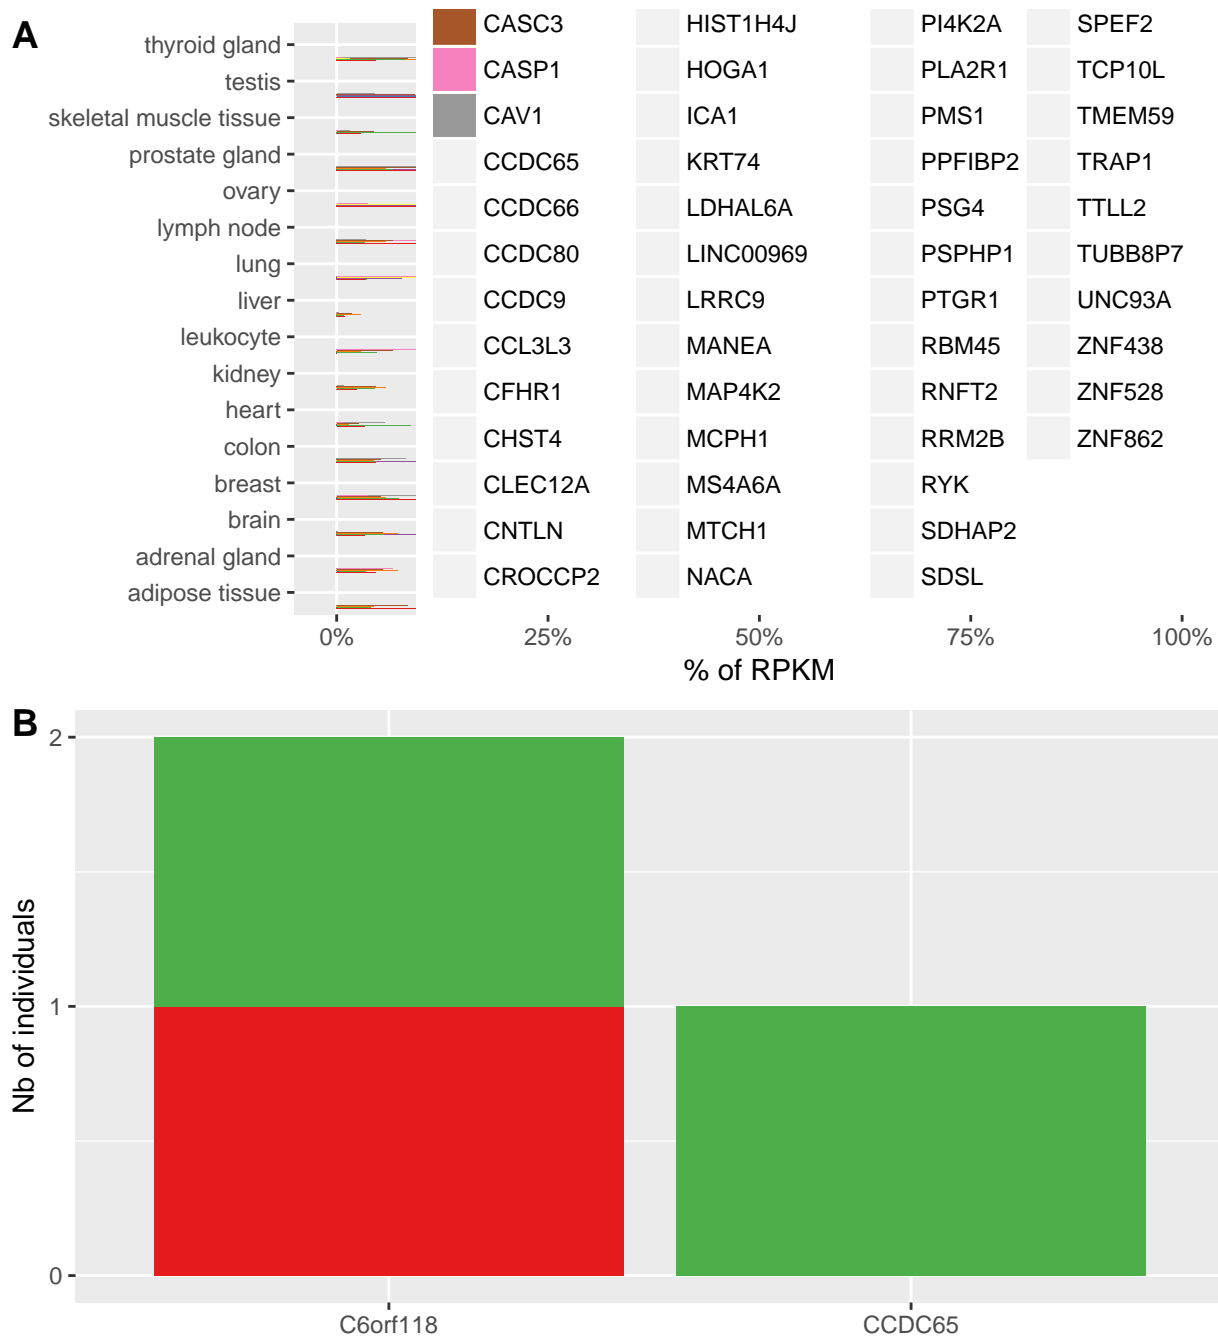 A
thyroid gland
testis
skeletal muscle tissue
prostate gland
ovary
lymph node
lung
liver
leukocyte
kidney
heart
colon
breast
brain
adrenal gland
adipose tissue
CASC3
CASP1
CAV1
CCDC65
CCDC66
CCDC80
CCDC9
CCL3L3
CFHR1
CHST4
CLEC12A
CNTLN
CROCCP2
HIST1H4J
HOGA1
ICA1
KRT74
LDHAL6A
LINC00969
LRRC9
MANEA
MAP4K2
MCPH1
MS4A6A
MTCH1
NACA
PI4K2A
PLA2R1
PMS1
PPFIBP2
PSG4
PSPHP1
PTGR1
RBM45
RNFT2
RRM2B
RYK
SDHAP2
SDSL
SPEF2
TCP10L
TMEM59
TRAP1
TTLL2
TUBB8P7
UNC93A
ZNF438
ZNF528
ZNF862
0% 25% 50% 75% 100%
% of RPKM
B
Nb of individuals
2
1
0
C6orf118 CCDC65